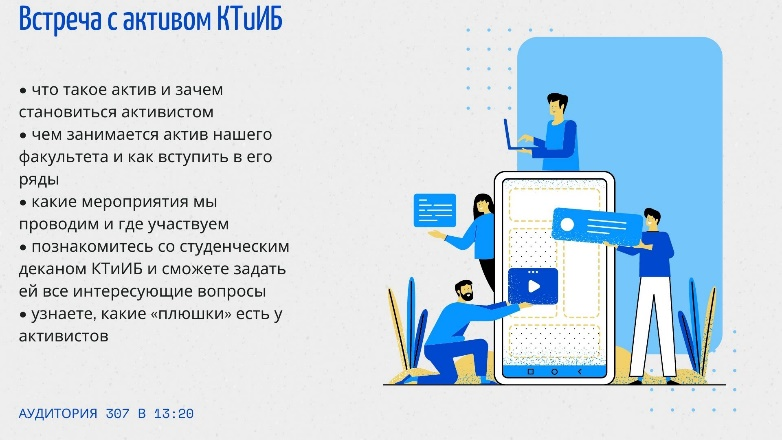 Встреча с активом КТиИБ
• что такое актив и зачем
становиться активистом
• чем занимается актив нашего
факультета и как вступить в его
ряды
• какие мероприятия мы
проводим и где участвуем
• познакомитесь со студенческим
деканом КТиИБ и сможете задать
ей все интересующие вопросы
• узнаете, какие «плюшки» есть у
активистов
АУДИТОРИЯ 307 В 13:20